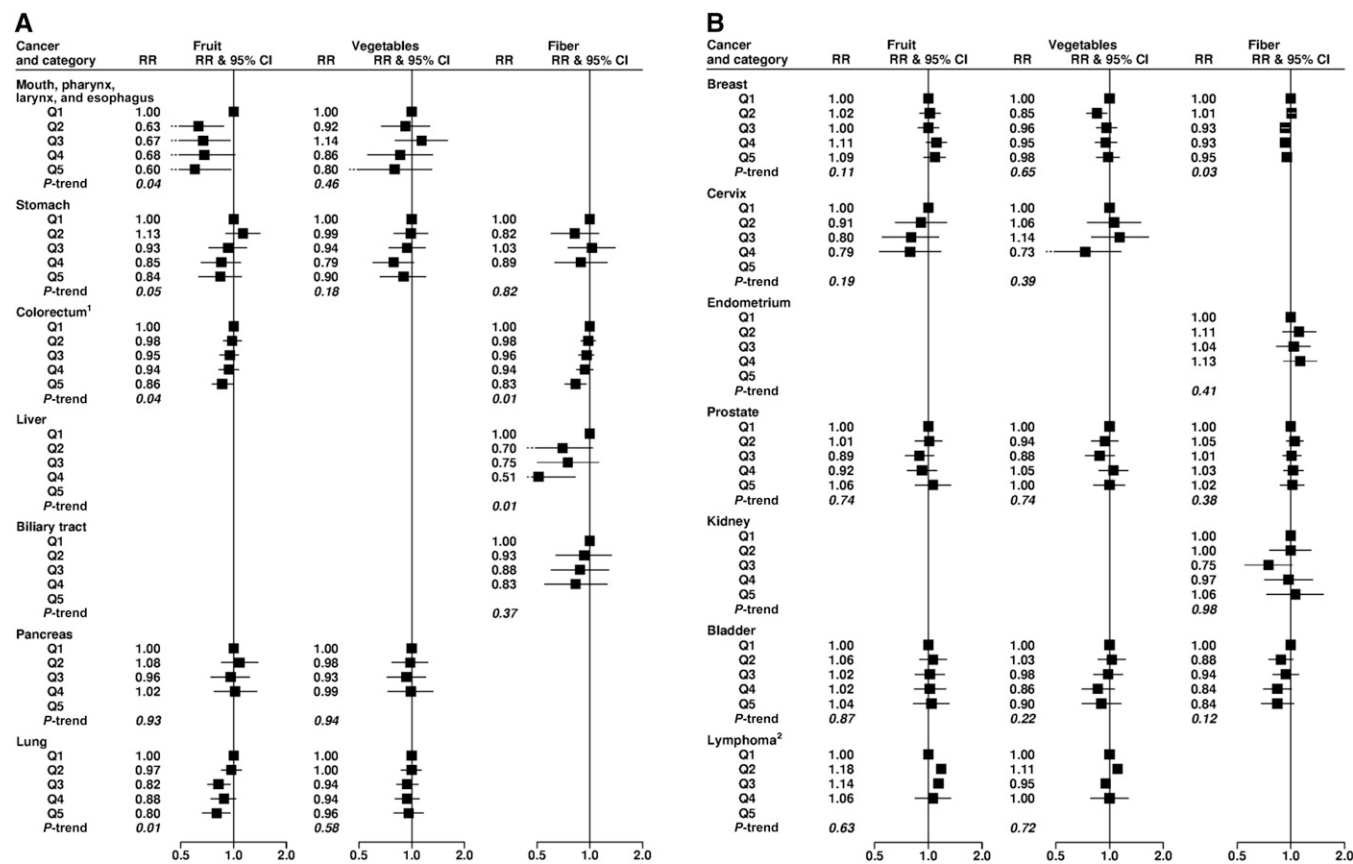 A
Cancer Fruit Vegetables Fiber
and category RR RR & 95% CI RR RR & 95% CI RR RR & 95% CI
Mouth, pharynx,
larynx, and esophagus
Q1 1.00 1.00
Q2 0.63 0.92
Q3 0.67 1.14
Q4 0.68 0.86
Q5 0.60 0.80
P-trend 0.04 0.46
Stomach
Q1 1.00 1.00 1.00
Q2 1.13 0.99 0.82
Q3 0.93 0.94 1.03
Q4 0.85 0.79 0.89
Q5 0.84 0.90
P-trend 0.05 0.18 0.82
Colorectum¹
Q1 1.00 1.00
Q2 0.98 0.98
Q3 0.95 0.96
Q4 0.94 0.94
Q5 0.86 0.83
P-trend 0.04 0.01
Liver
Q1 1.00
Q2 0.70
Q3 0.75
Q4 0.51
Q5
P-trend 0.01
Biliary tract
Q1 1.00
Q2 0.93
Q3 0.88
Q4 0.83
Q5
P-trend 0.37
Pancreas
Q1 1.00 1.00
Q2 1.08 0.98
Q3 0.96 0.93
Q4 1.02 0.99
Q5
P-trend 0.93 0.94
Lung
Q1 1.00 1.00
Q2 0.97 1.00
Q3 0.82 0.94
Q4 0.88 0.94
Q5 0.80 0.96
P-trend 0.01 0.58
0.5 1.0 2.0 0.5 1.0 2.0 0.5 1.0 2.0
B
Cancer Fruit Vegetables Fiber
and category RR RR & 95% CI RR RR & 95% CI RR RR & 95% CI
Breast
Q1 1.00 1.00 1.00
Q2 1.02 0.85 1.01
Q3 1.00 0.96 0.93
Q4 1.11 0.95 0.93
Q5 1.09 0.98 0.95
P-trend 0.11 0.65 0.03
Cervix
Q1 1.00 1.00
Q2 0.91 1.06
Q3 0.80 1.14
Q4 0.79 0.73
Q5
P-trend 0.19 0.39
Endometrium
Q1 1.00
Q2 1.11
Q3 1.04
Q4 1.13
Q5
P-trend 0.41
Prostate
Q1 1.00 1.00 1.00
Q2 1.01 0.94 1.05
Q3 0.89 0.88 1.01
Q4 0.92 1.05 1.03
Q5 1.06 1.00 1.02
P-trend 0.74 0.74 0.38
Kidney
Q1 1.00
Q2 1.00
Q3 0.75
Q4 0.97
Q5 1.06
P-trend 0.98
Bladder
Q1 1.00 1.00 1.00
Q2 1.06 1.03 0.88
Q3 1.02 0.98 0.94
Q4 1.02 0.86 0.84
Q5 1.04 0.90 0.84
P-trend 0.87 0.22 0.12
Lymphoma²
Q1 1.00 1.00
Q2 1.18 1.11
Q3 1.14 0.95
Q4 1.06 1.00
Q5
P-trend 0.63 0.72
0.5 1.0 2.0 0.5 1.0 2.0 0.5 1.0 2.0